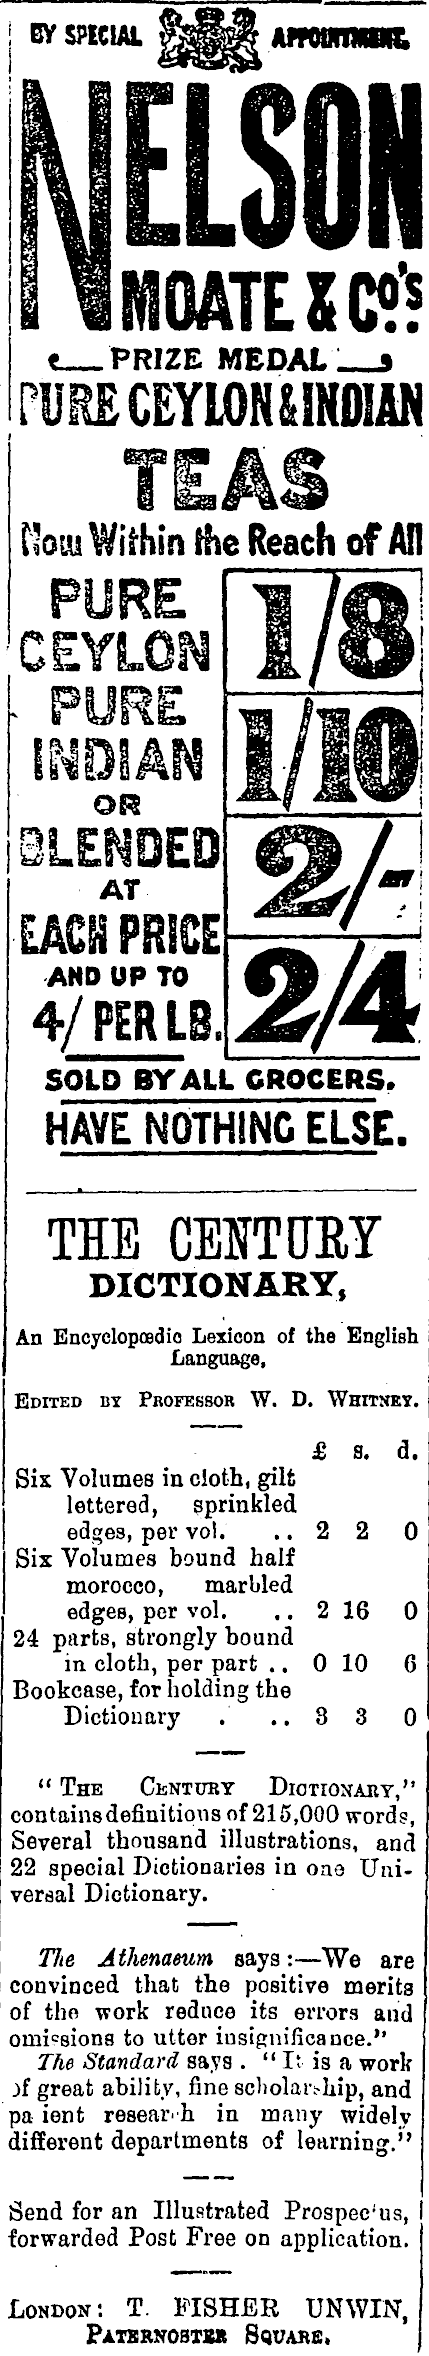 BY SPECIAL APPOINTMENT.
NELSON
MOATE & Co's.
PRIZE MEDAL
PURE CEYLON & INDIAN
TEAS
Now Within the Reach of All
PURE
CEYLON
PURE
INDIAN
OR
BLENDED
AT
EACH PRICE
AND UP TO
4/ PER LB.
1/8
1/10
2/-
2/4
SOLD BY ALL GROCERS.
HAVE NOTHING ELSE.
THE CENTURY
DICTIONARY,
An Encyclopœdic Lexicon of the English
Language,
EDITED BY PROFESSOR W. D. WHITNEY.
£ s. d.
Six Volumes in cloth, gilt
lettered, sprinkled
edges, per vol. .. 2 2 0
Six Volumes bound half
morocco, marbled
edges, per vol. .. 2 16 0
24 parts, strongly bound
in cloth, per part .. 0 10 6
Bookcase, for holding the
Dictionary . .. 3 3 0
"THE CENTURY DICTIONARY,"
contains definitions of 215,000 words,
Several thousand illustrations, and
22 special Dictionaries in one Uni-
versal Dictionary.
The Athenaeum says:—We are
convinced that the positive merits
of the work reduce its errors and
omissions to utter insignificance."
The Standard says . "It is a work
of great ability, fine scholarship, and
pa ient research in many widely
different departments of learning."
Send for an Illustrated Prospectus,
forwarded Post Free on application.
LONDON: T. FISHER UNWIN,
PATERNOSTER SQUARE.